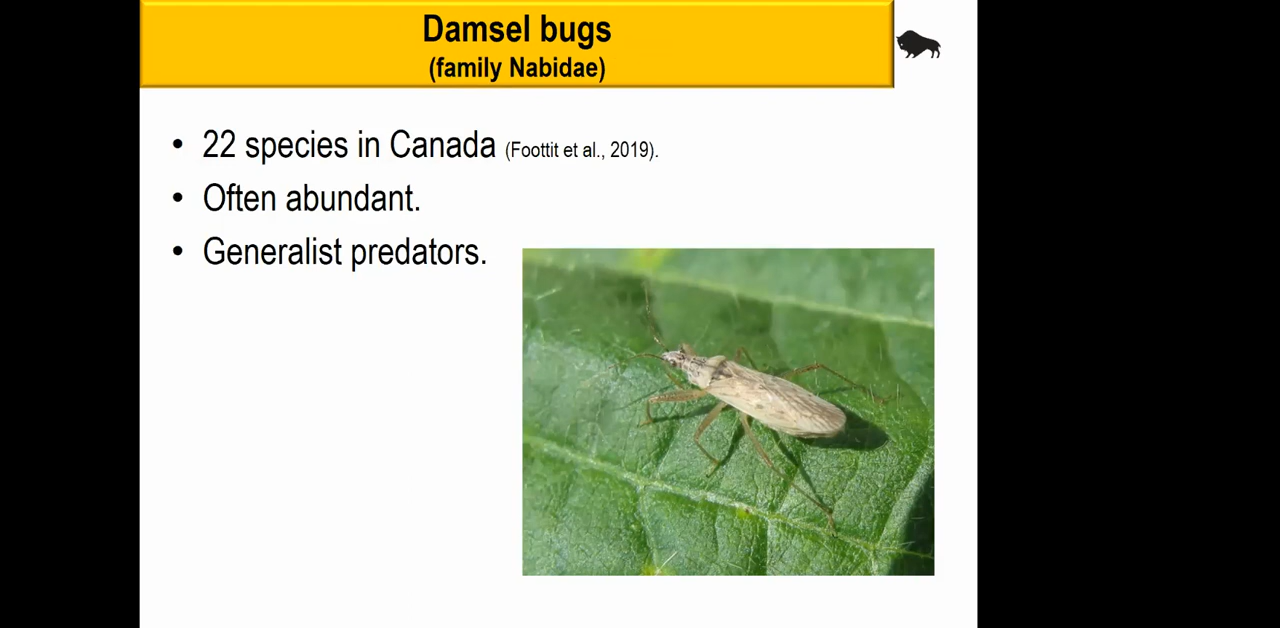 Damsel bugs
(family Nabidae)
• 22 species in Canada (Foottit et al., 2019).
• Often abundant.
• Generalist predators.